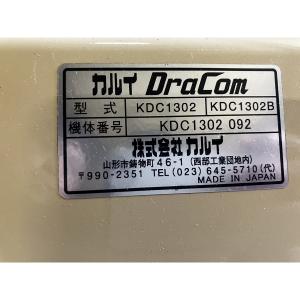 カルイ DraCom
型式 KDC1302 KDC1302B
機体番号 KDC1302 092
株式会社 カルイ
山形市鋳物町46-1 (西部工業団地内)
〒990-2351 TEL (023) 645-5710(代)
MADE IN JAPAN